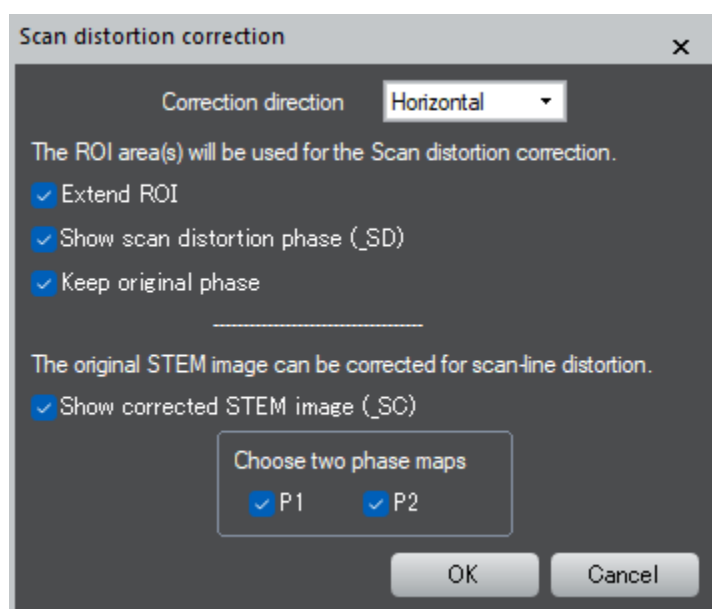 Scan distortion correction
Correction direction Horizontal
The ROI area(s) will be used for the Scan distortion correction.
Extend ROI
Show scan distortion phase (_SD)
Keep original phase
-----------------------------------
The original STEM image can be corrected for scan-line distortion.
Show corrected STEM image (_SC)
Choose two phase maps
P1 P2
OK Cancel